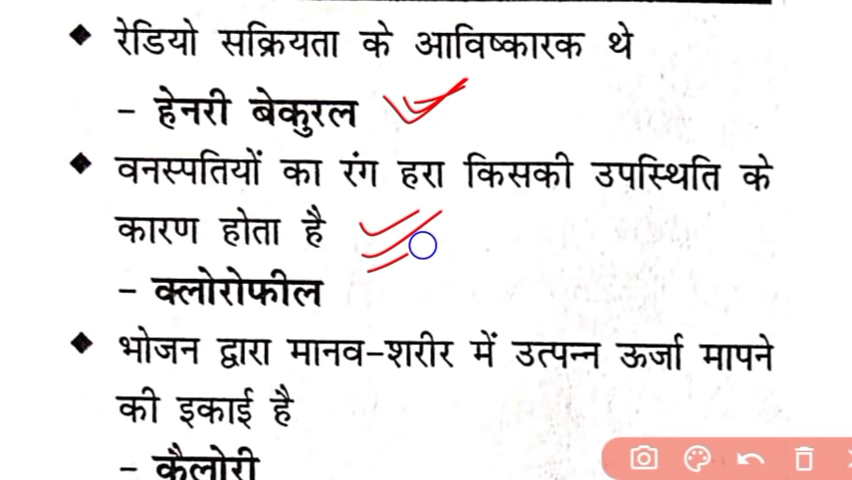 ◆ रेडियो सक्रियता के आविष्कारक थे
– हेनरी बेकुरल
◆ वनस्पतियों का रंग हरा किसकी उपस्थिति के
कारण होता है
– क्लोरोफील
◆ भोजन द्वारा मानव-शरीर में उत्पन्न ऊर्जा मापने
की इकाई है
– कैलोरी